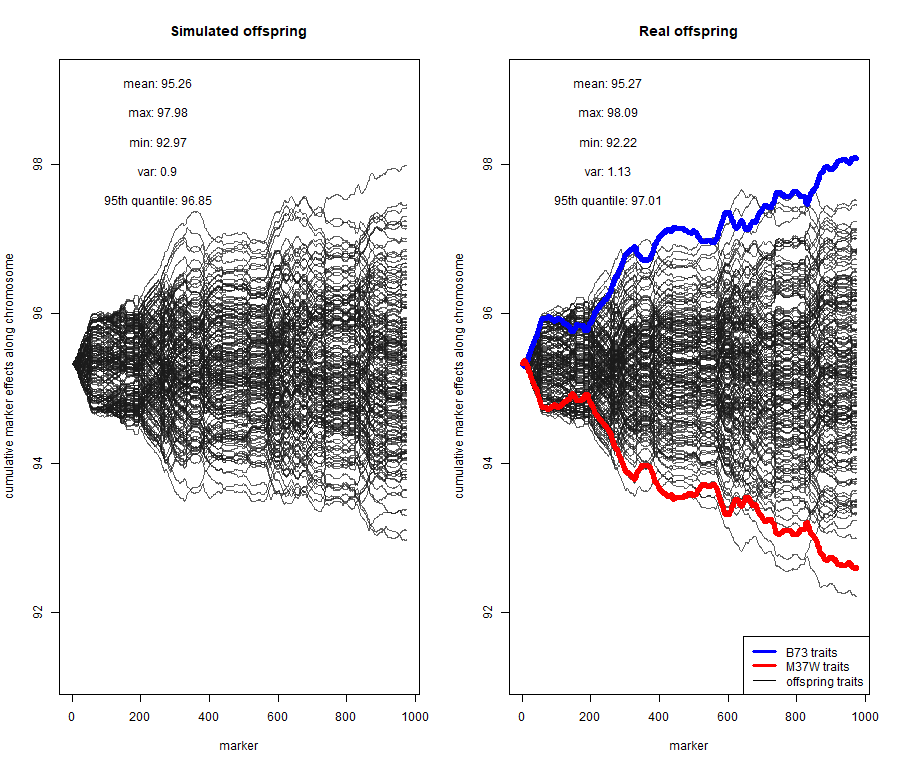 Simulated offspring
mean: 95.26
max: 97.98
min: 92.97
var: 0.9
95th quantile: 96.85
cumulative marker effects along chromosome
92
94
96
98
0
200
400
600
800
1000
marker
Real offspring
mean: 95.27
max: 98.09
min: 92.22
var: 1.13
95th quantile: 97.01
cumulative marker effects along chromosome
92
94
96
98
B73 traits
M37W traits
offspring traits
0
200
400
600
800
1000
marker